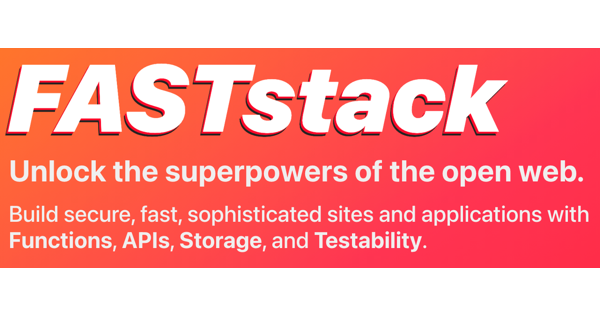 FASTstack
Unlock the superpowers of the open web.
Build secure, fast, sophisticated sites and applications with
Functions, APIs, Storage, and Testability.